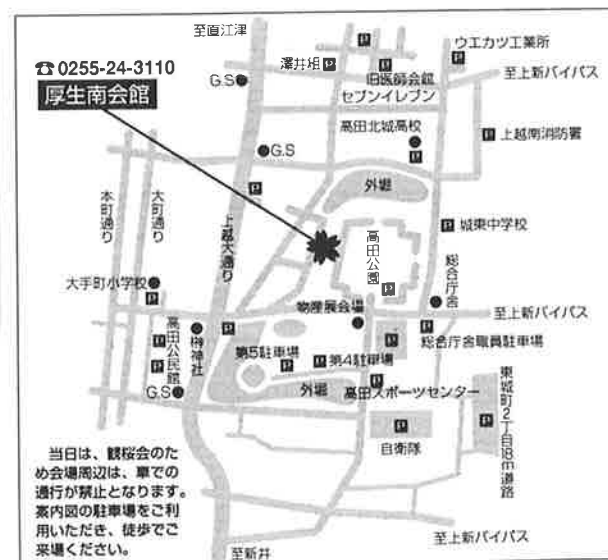 至直江津
ウエカツ工業所
☎0255-24-3110
澤井組 P
P
P
P
P
旧医師会館
至上新バイパス
厚生南会館
G.S
セブンイレブン
高田北城高校
P
P 上越南消防署
G.S
P
外堀
本町通り
大町通り
上越大通り
高田公園
P 城東中学校
P
大手町小学校
P
総合庁舎
物産展会場
至上新バイパス
P
P
P
総合庁舎職員駐車場
高田公民館
P
P
榊神社
第5駐車場
P
P 第4駐車場
P
高田スポーツセンター
G.S
外堀
P
自衛隊
P
東城町2丁目18m道路
当日は、観桜会のた
め会場周辺は、車での
通行が禁止となります。
案内図の駐車場をご利
用いただき、徒歩でご
来場ください。
至上新バイパス
至新井